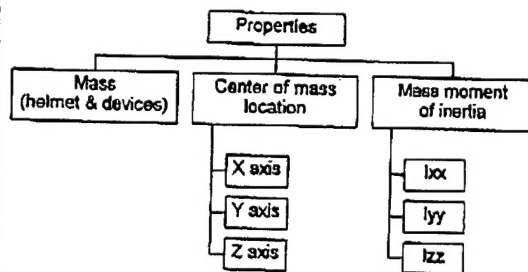 Properties
Mass
(helmet & devices)
Center of mass
location
Mass moment
of inertia
X axis
Y axis
Z axis
Ixx
Iyy
Izz